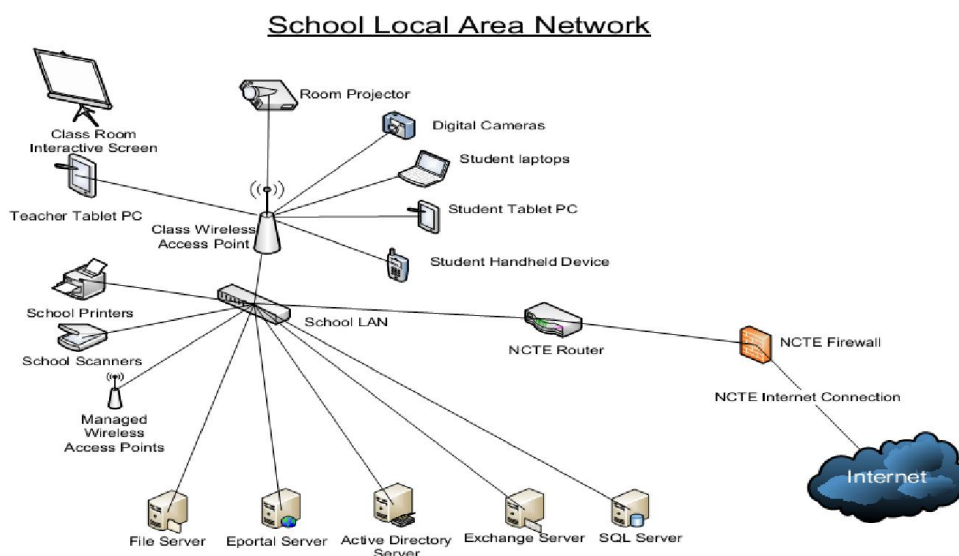 School Local Area Network
Room Projector
Class Room
Interactive Screen
Digital Cameras
Student laptops
Teacher Tablet PC
Student Tablet PC
Class Wireless
Access Point
Student Handheld Device
School Printers
School LAN
School Scanners
NCTE Router
NCTE Firewall
NCTE Internet Connection
Managed
Wireless
Access Points
Internet
File Server
Eportal Server
Active Directory
Server
Exchange Server
SQL Server